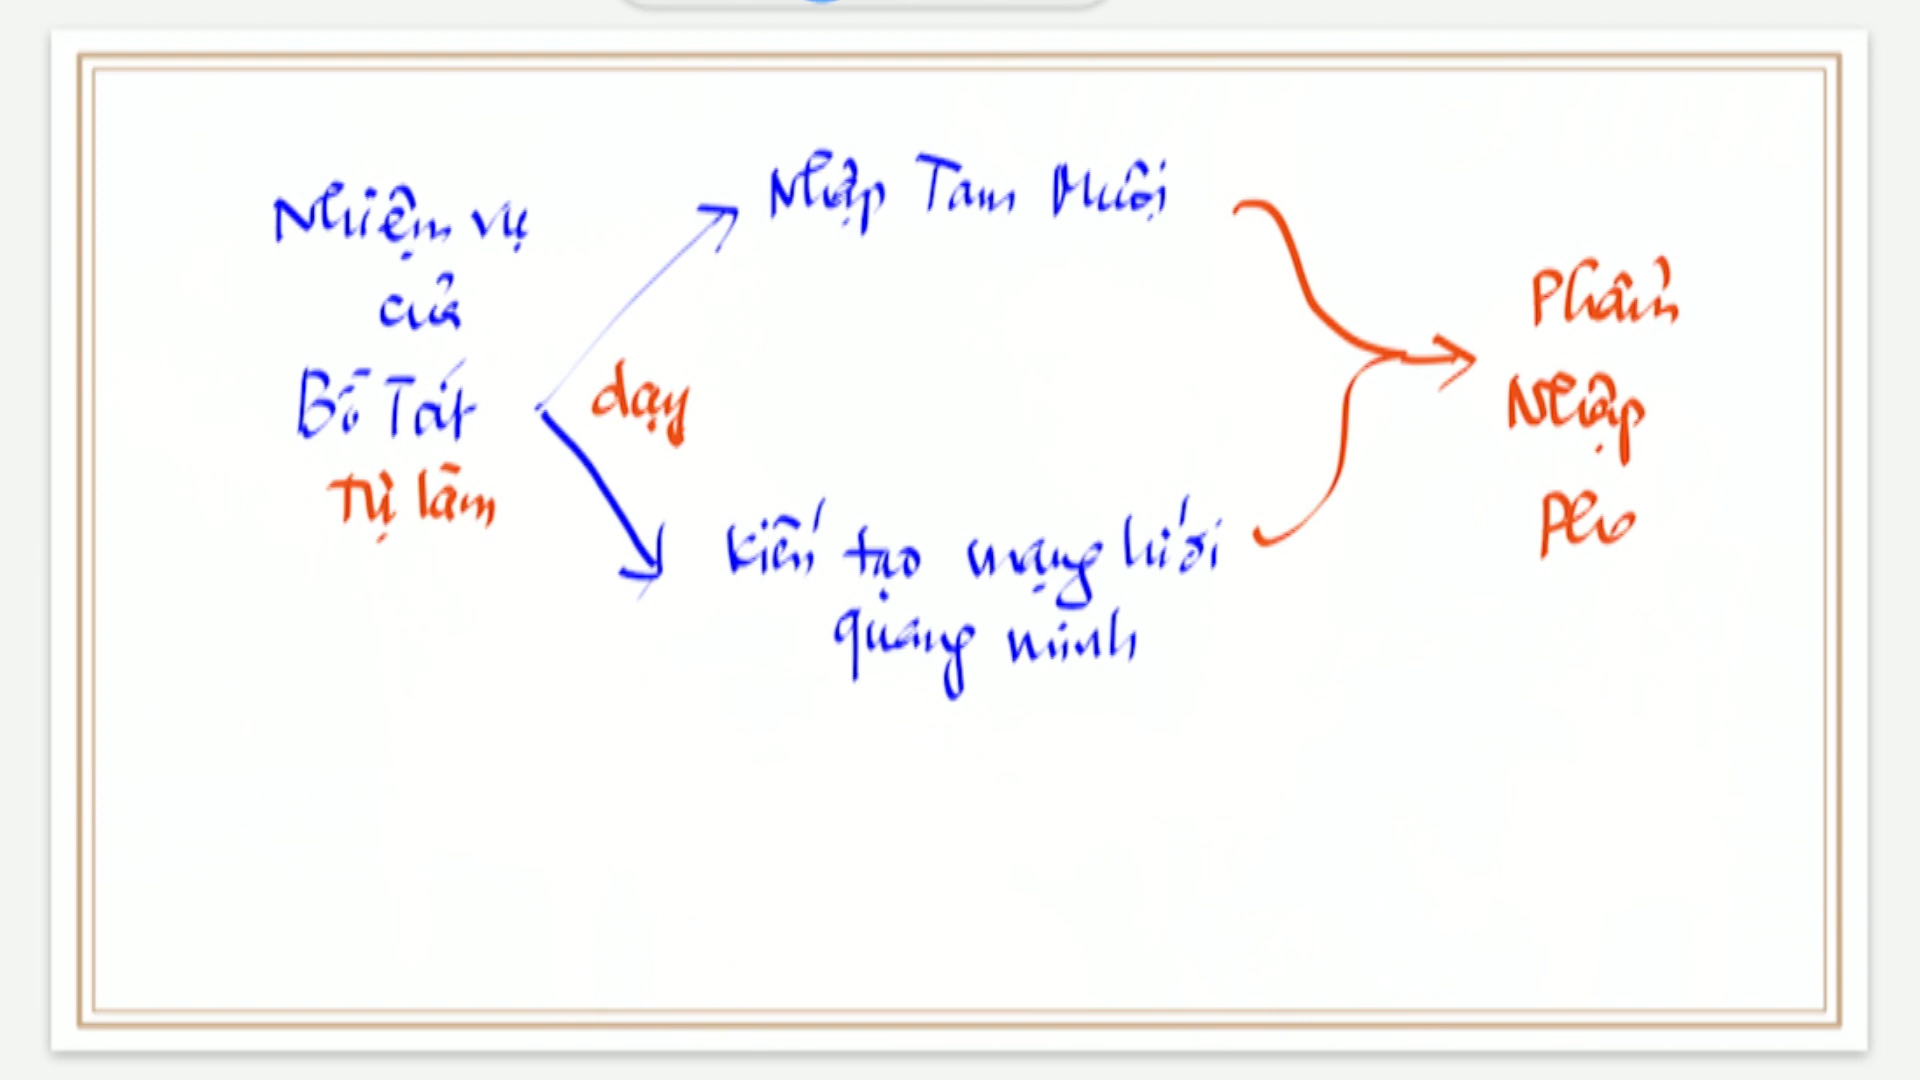 Nhiệm vụ
của
Bồ Tát
Tự làm
dạy
Nhập Tam Muội
Kiến tạo mạng lưới
quang minh
Phẩm
Nhập